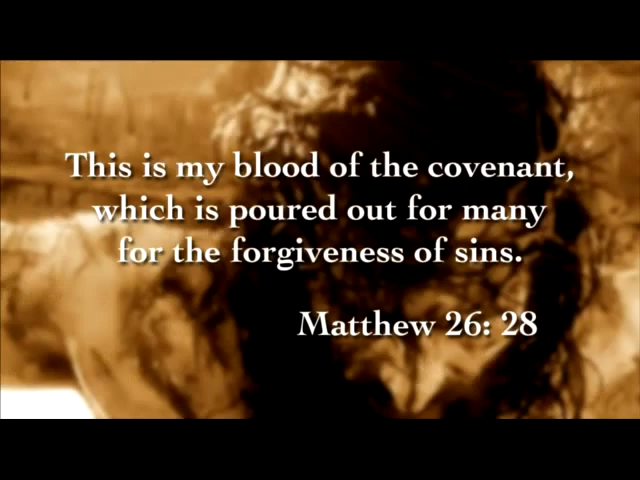 This is my blood of the covenant,
which is poured out for many
for the forgiveness of sins.
Matthew 26: 28